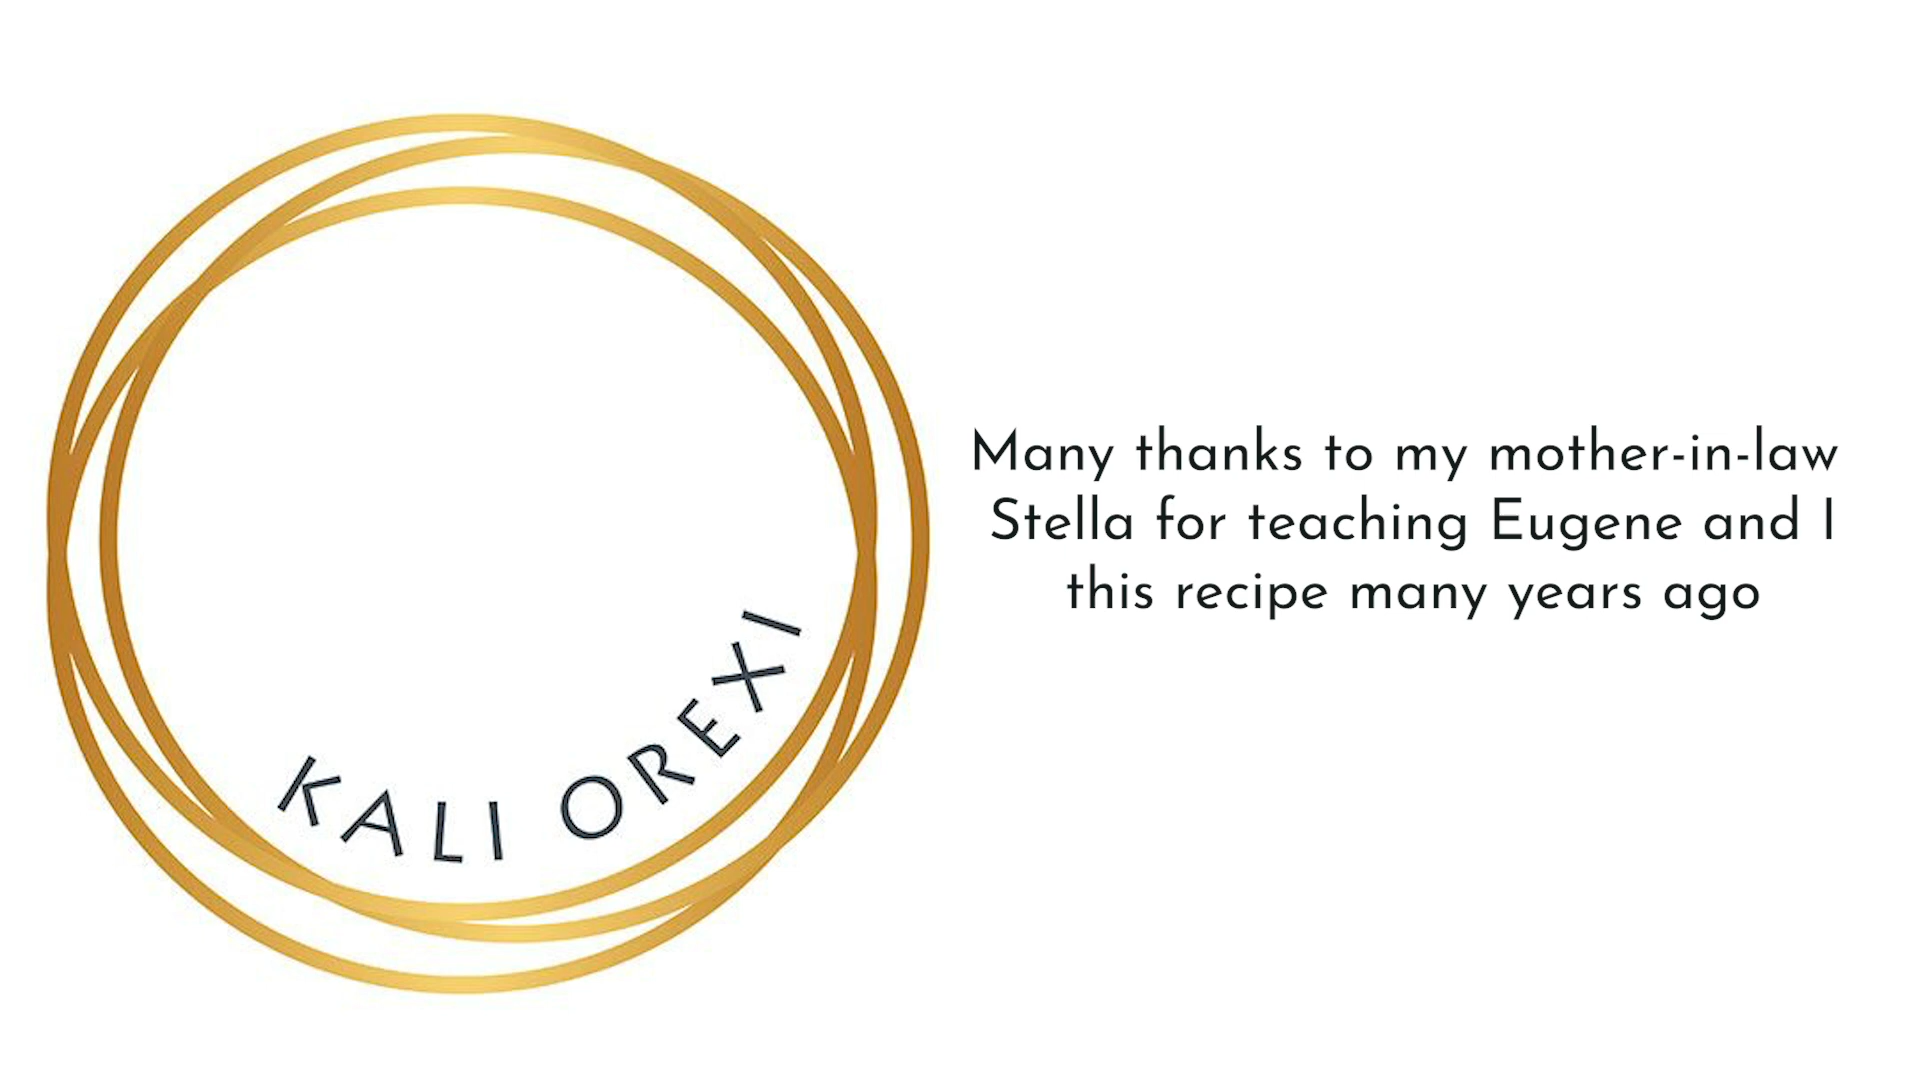 KALI OREXI
Many thanks to my mother-in-law
Stella for teaching Eugene and I
this recipe many years ago